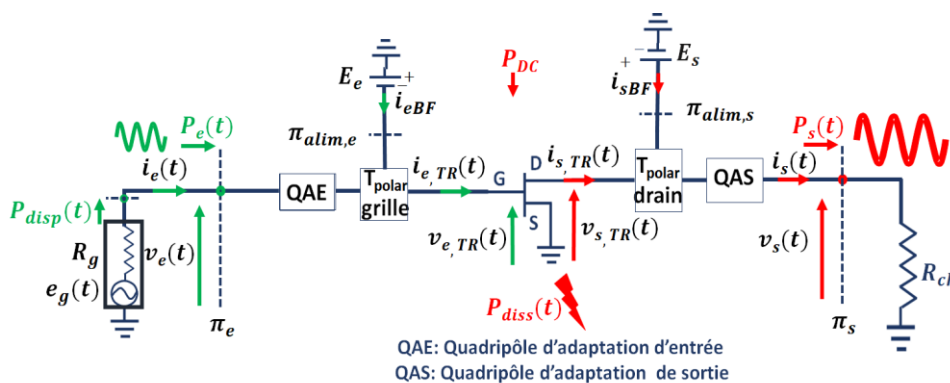 E_e
+
−
i_eBF
π_alim,e
P_DC
+
−
E_s
i_sBF
π_alim,s
P_e(t)
i_e(t)
P_disp(t)
R_g
e_g(t)
v_e(t)
π_e
QAE
T_polar
grille
i_e,TR(t)
G
D
S
v_e,TR(t)
i_s,TR(t)
v_s,TR(t)
P_diss(t)
T_polar
drain
QAS
P_s(t)
i_s(t)
v_s(t)
π_s
R_ch
QAE: Quadripôle d'adaptation d'entrée
QAS: Quadripôle d'adaptation de sortie